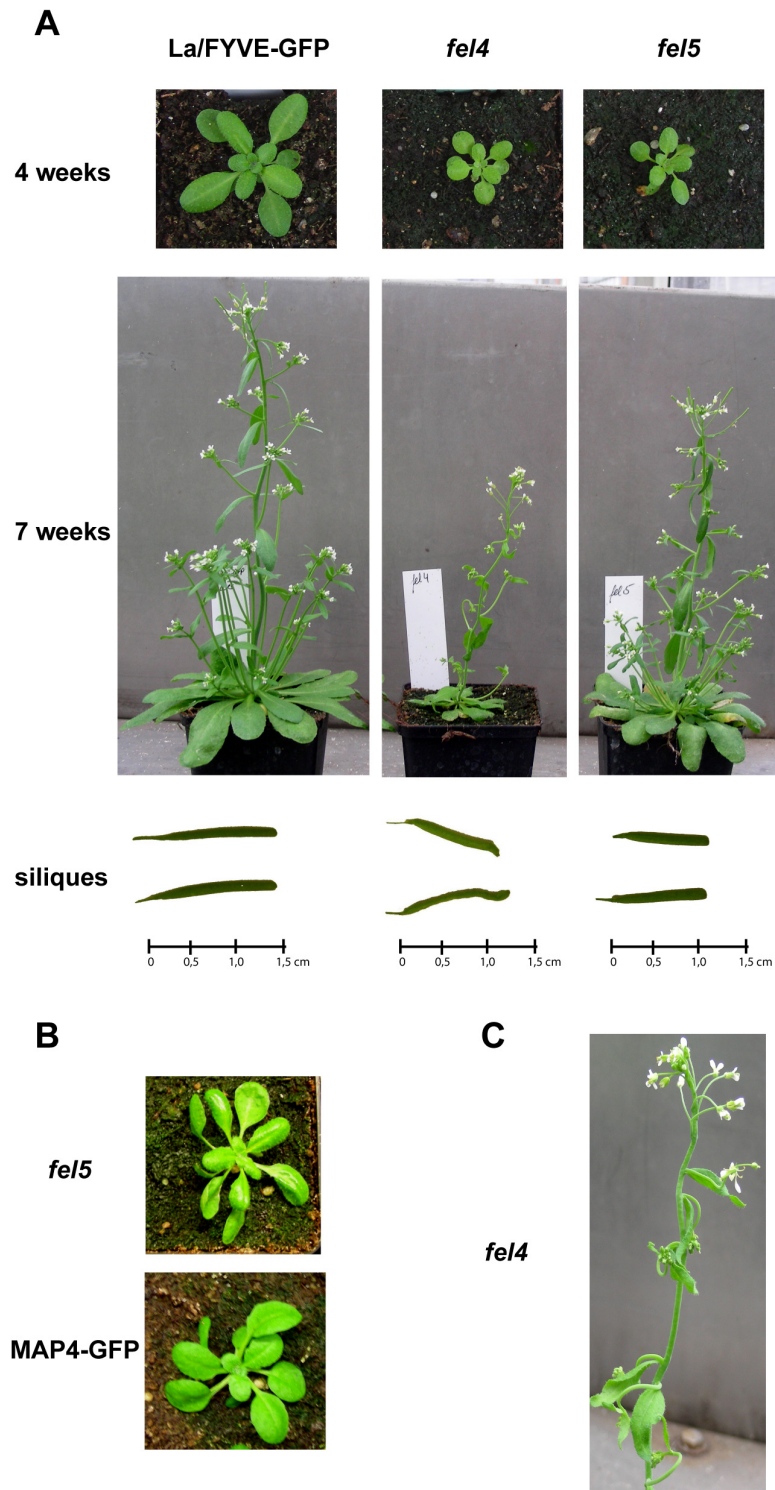 A
La/FYVE-GFP fel4 fel5
4 weeks
7 weeks
fel4
fel5
siliques
0 0,5 1,0 1,5 cm
0 0,5 1,0 1,5 cm
0 0,5 1,0 1,5 cm
B
C
fel5
fel4
MAP4-GFP